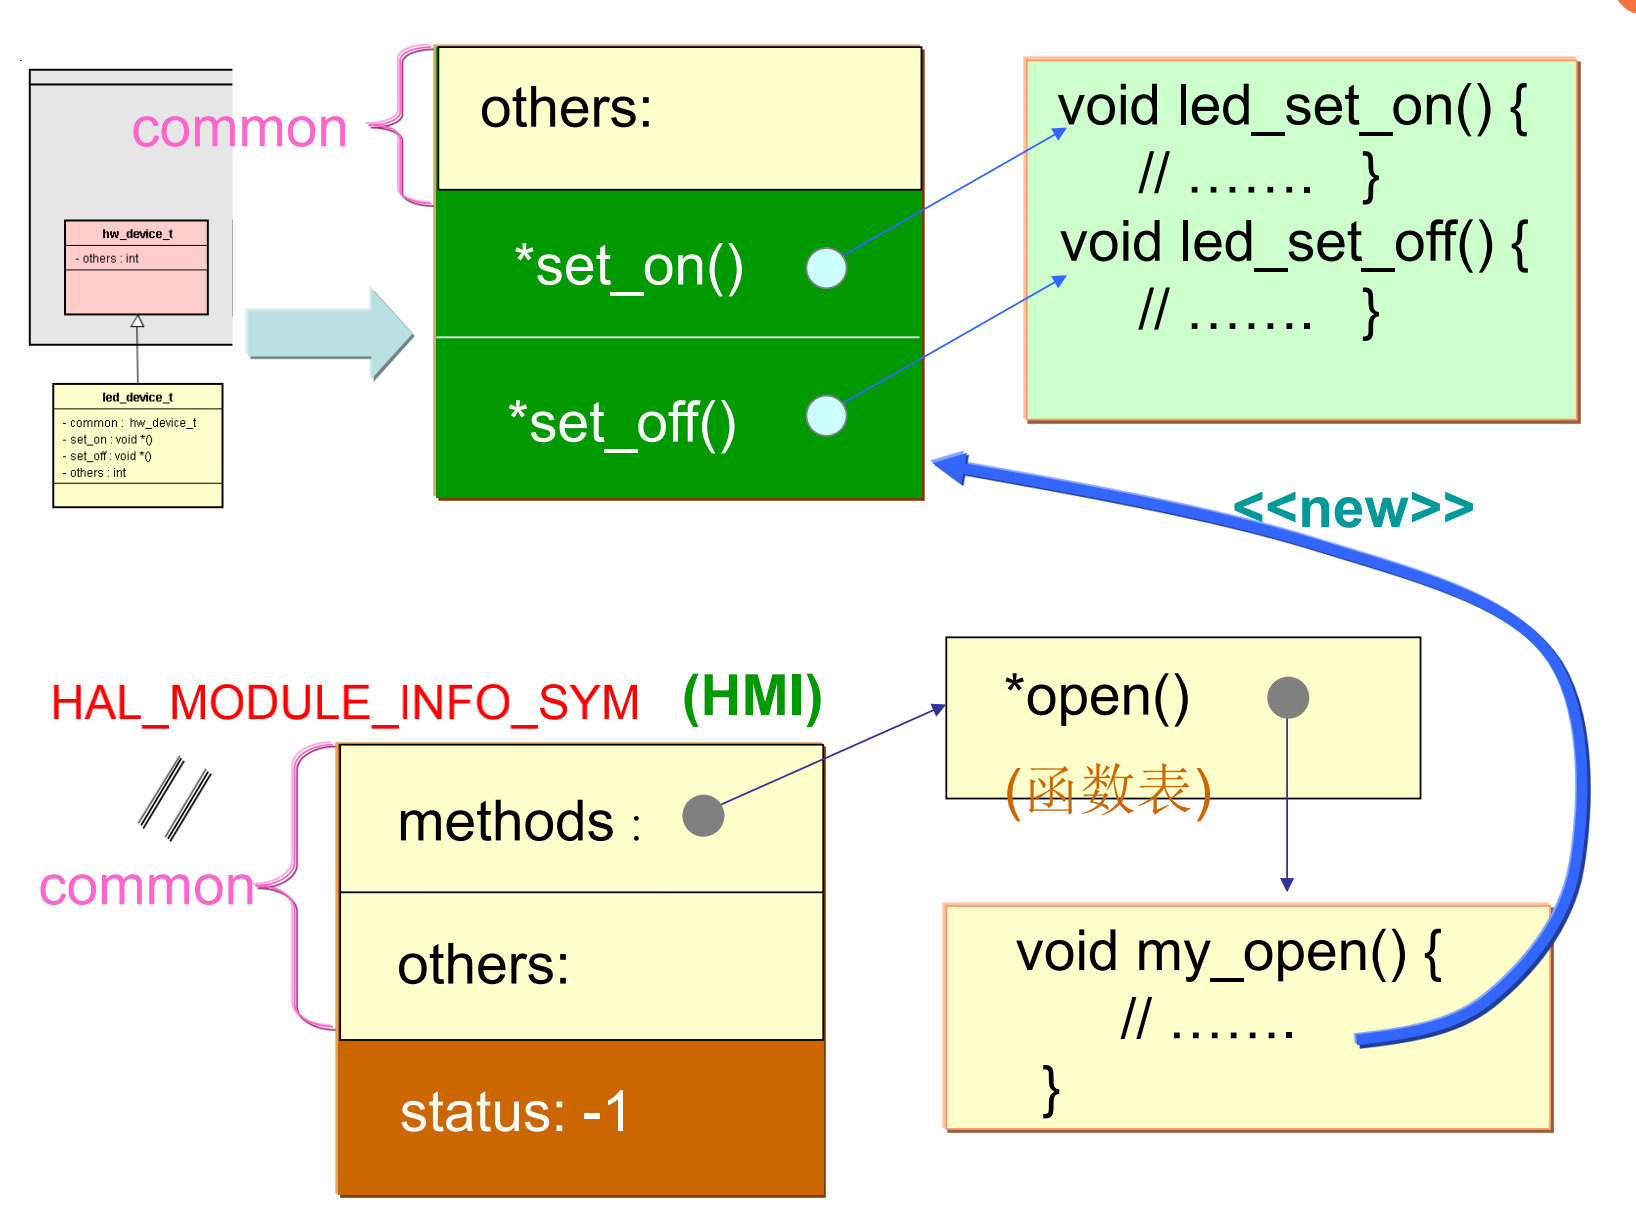 common
others:
*set_on()
*set_off()
void led_set_on() {
// ....... }
void led_set_off() {
// ....... }
hw_device_t
- others : int
led_device_t
- common : hw_device_t
- set_on : void *()
- set_off : void *()
- others : int
<<new>>
HAL_MODULE_INFO_SYM (HMI)
common
methods :
others:
status: -1
*open()
(函数表)
void my_open() {
// .......
}